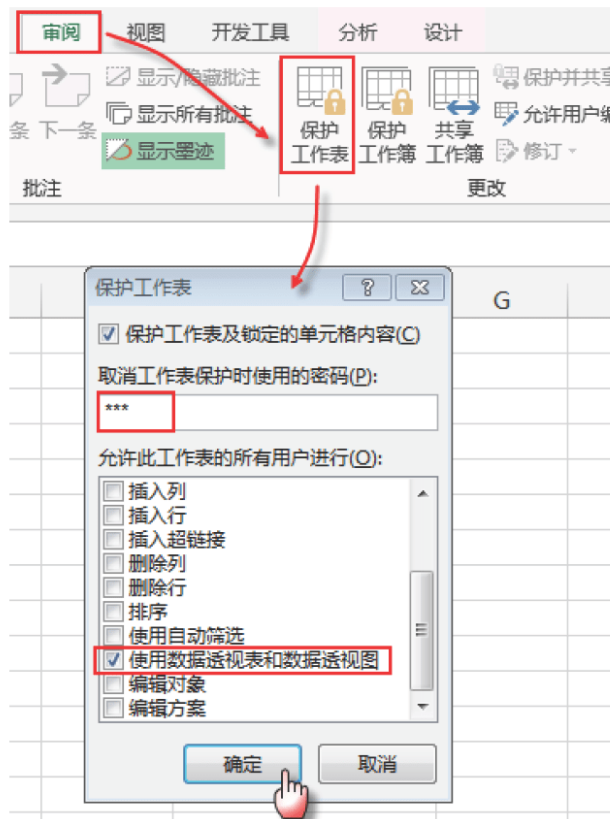 审阅 视图 开发工具 分析 设计
显示/隐藏批注
显示所有批注
显示墨迹
条 下一条
保护工作表
保护工作簿
共享工作簿
保护并共享
允许用户编
修订
批注 更改
G
保护工作表
保护工作表及锁定的单元格内容(C)
取消工作表保护时使用的密码(P):
***
允许此工作表的所有用户进行(O):
插入列
插入行
插入超链接
删除列
删除行
排序
使用自动筛选
使用数据透视表和数据透视图
编辑对象
编辑方案
确定 取消